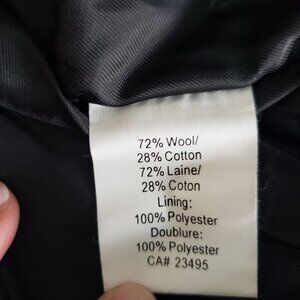 72% Wool/
28% Cotton
72% Laine/
28% Coton
Lining:
100% Polyester
Doublure:
100% Polyester
CA# 23495